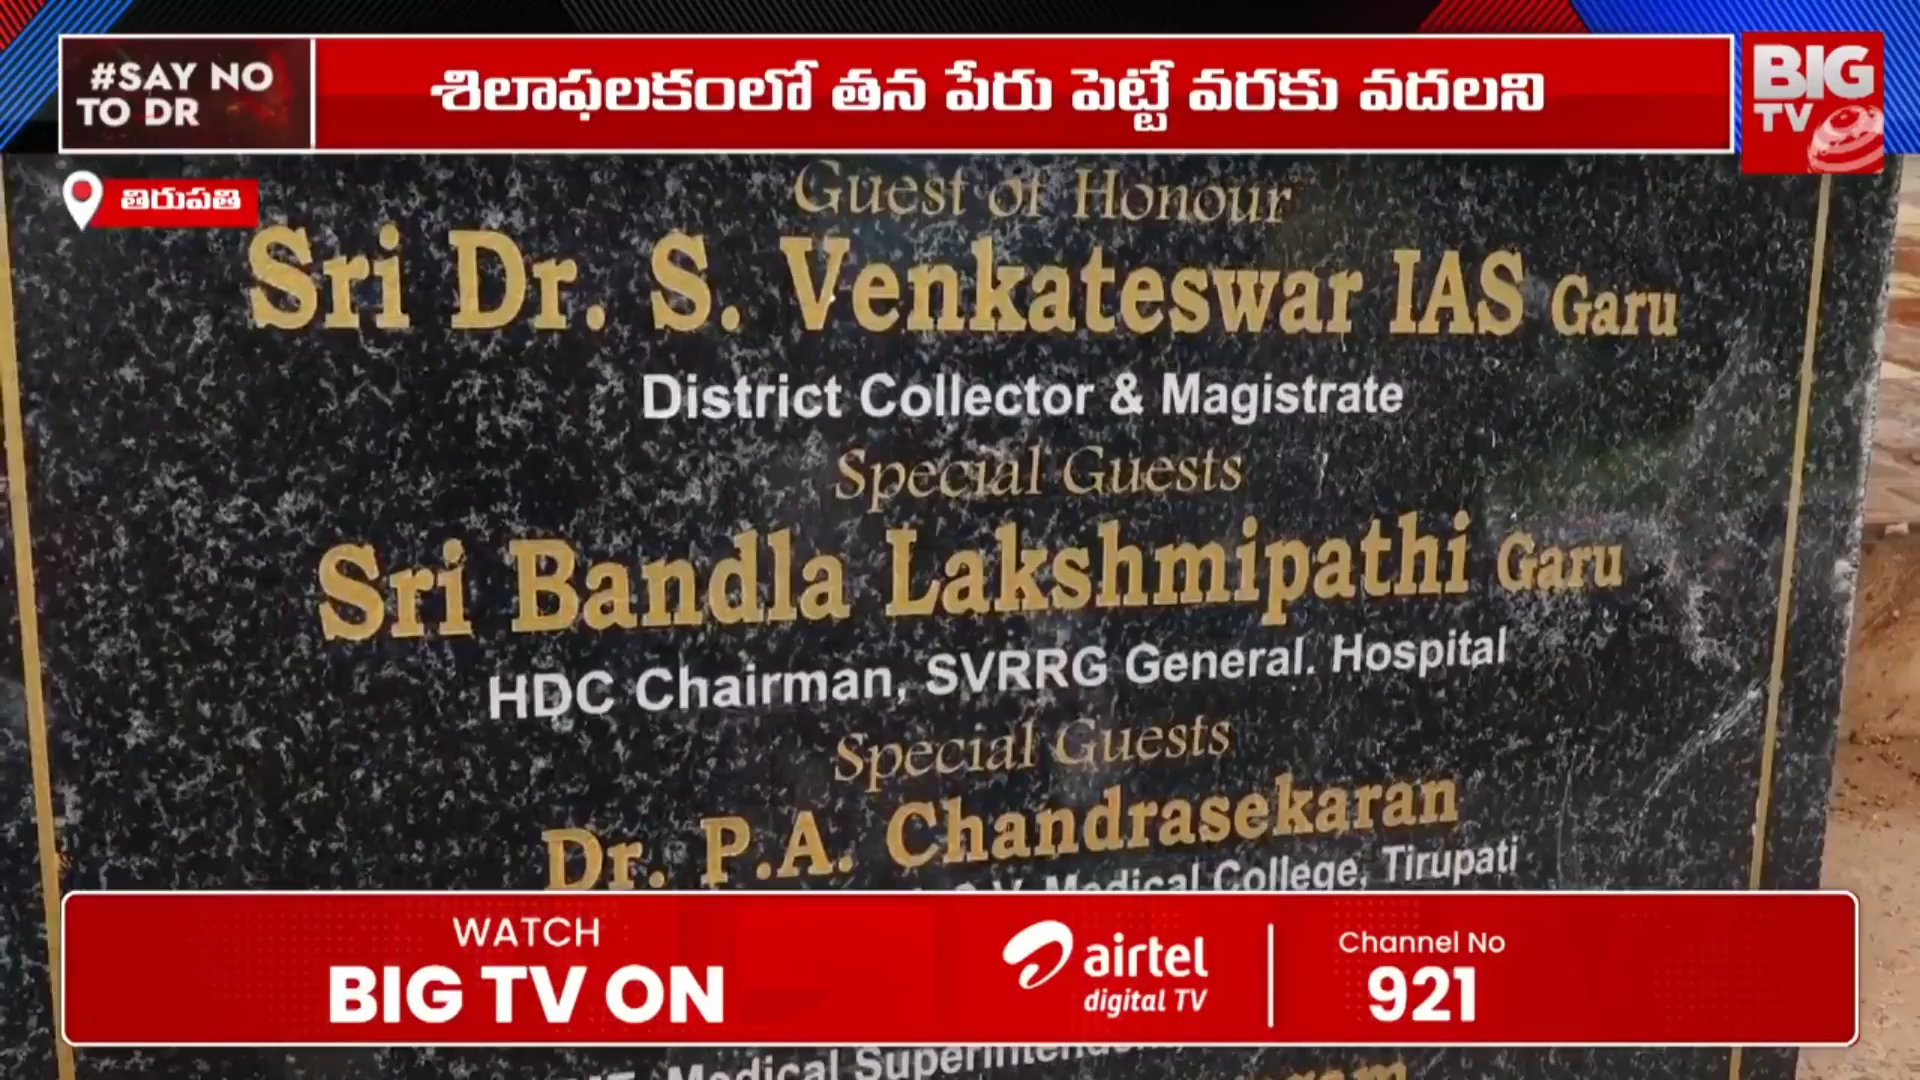 #SAY NO
TO DR
శిలాఫలకంలో తన పేరు పెట్టే వరకు వదలని
BIG
TV
తిరుపతి
Guest of Honour
Sri Dr. S. Venkateswar IAS Garu
District Collector & Magistrate
Special Guests
Sri Bandla Lakshmipathi Garu
HDC Chairman, SVRRG General. Hospital
Special Guests
Dr. P.A. Chandrasekaran
Medical College, Tirupati
WATCH
BIG TV ON
airtel
digital TV
Channel No
921
Medical Superintendent